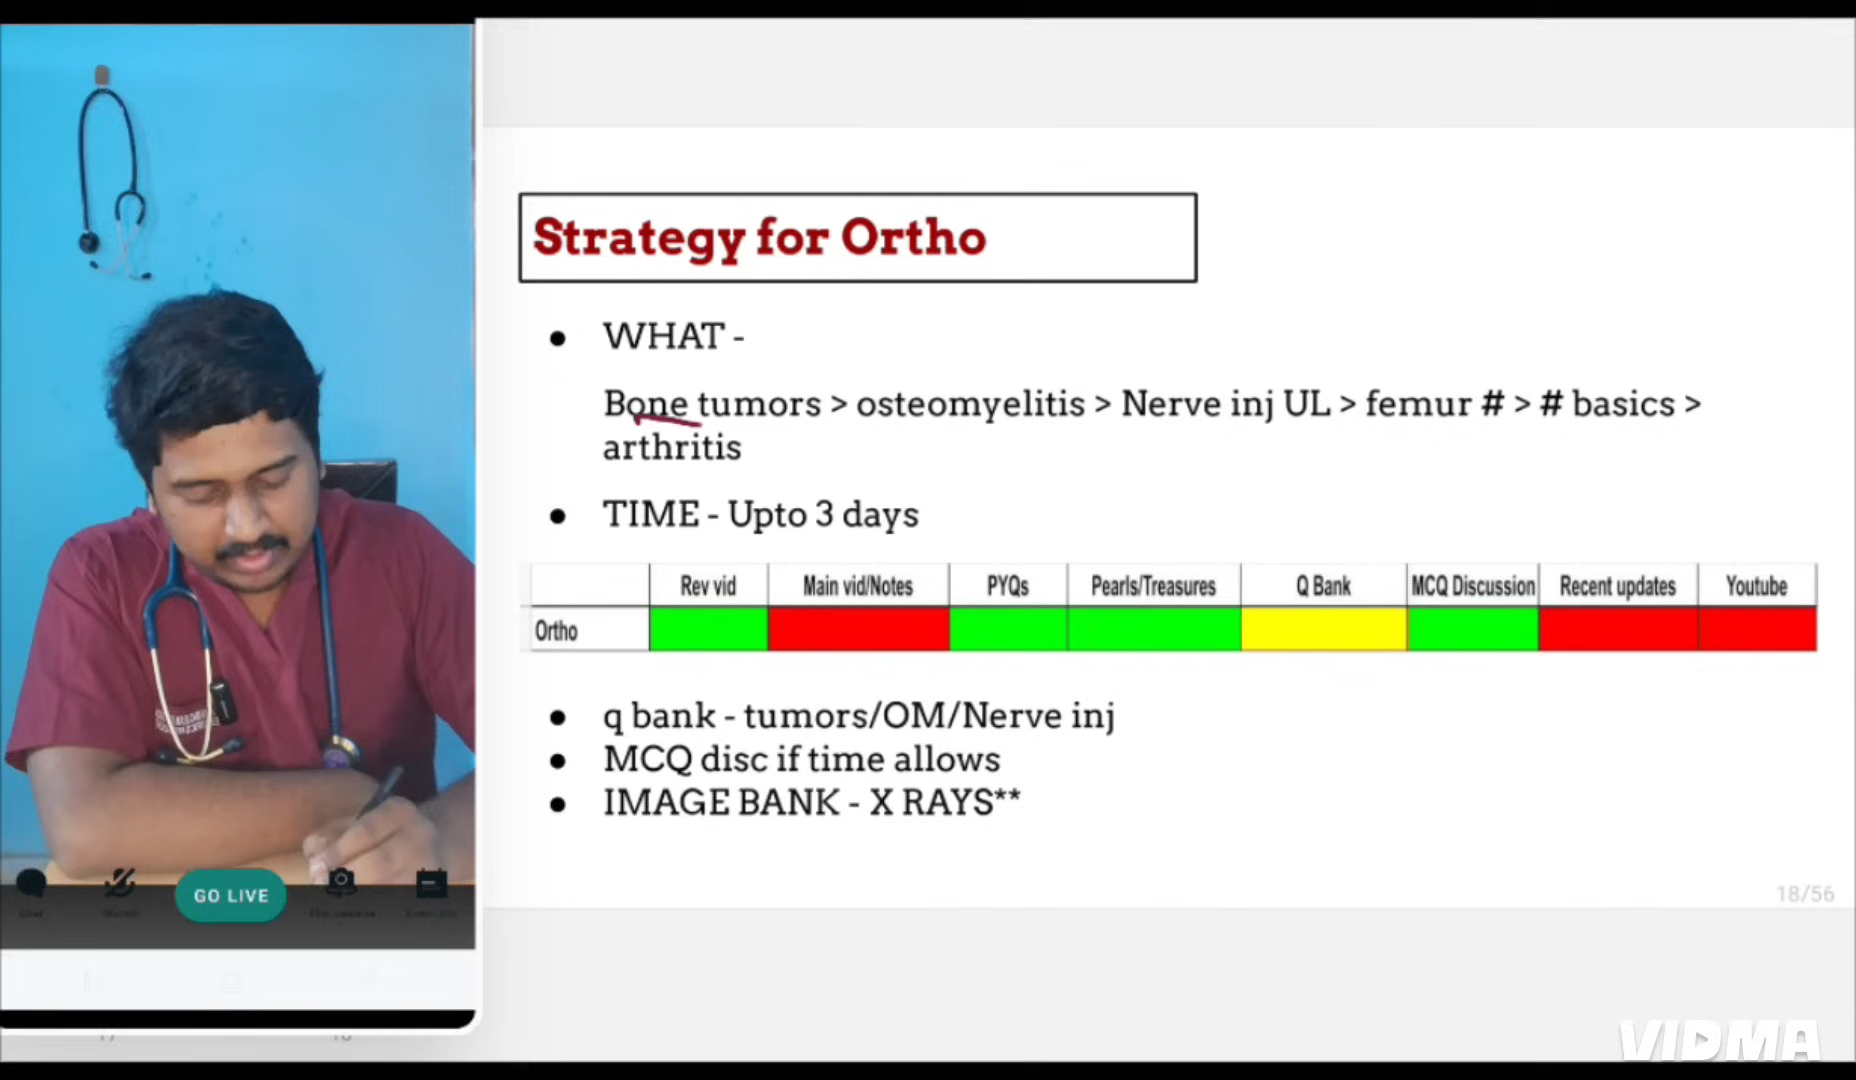 Strategy for Ortho
● WHAT -
Bone tumors > osteomyelitis > Nerve inj UL > femur # > # basics >
arthritis
● TIME - Upto 3 days
Rev vid Main vid/Notes PYQs Pearls/Treasures Q Bank MCQ Discussion Recent updates Youtube
Ortho
● q bank - tumors/OM/Nerve inj
● MCQ disc if time allows
● IMAGE BANK - X RAYS**
18/56
GO LIVE
VIDMA